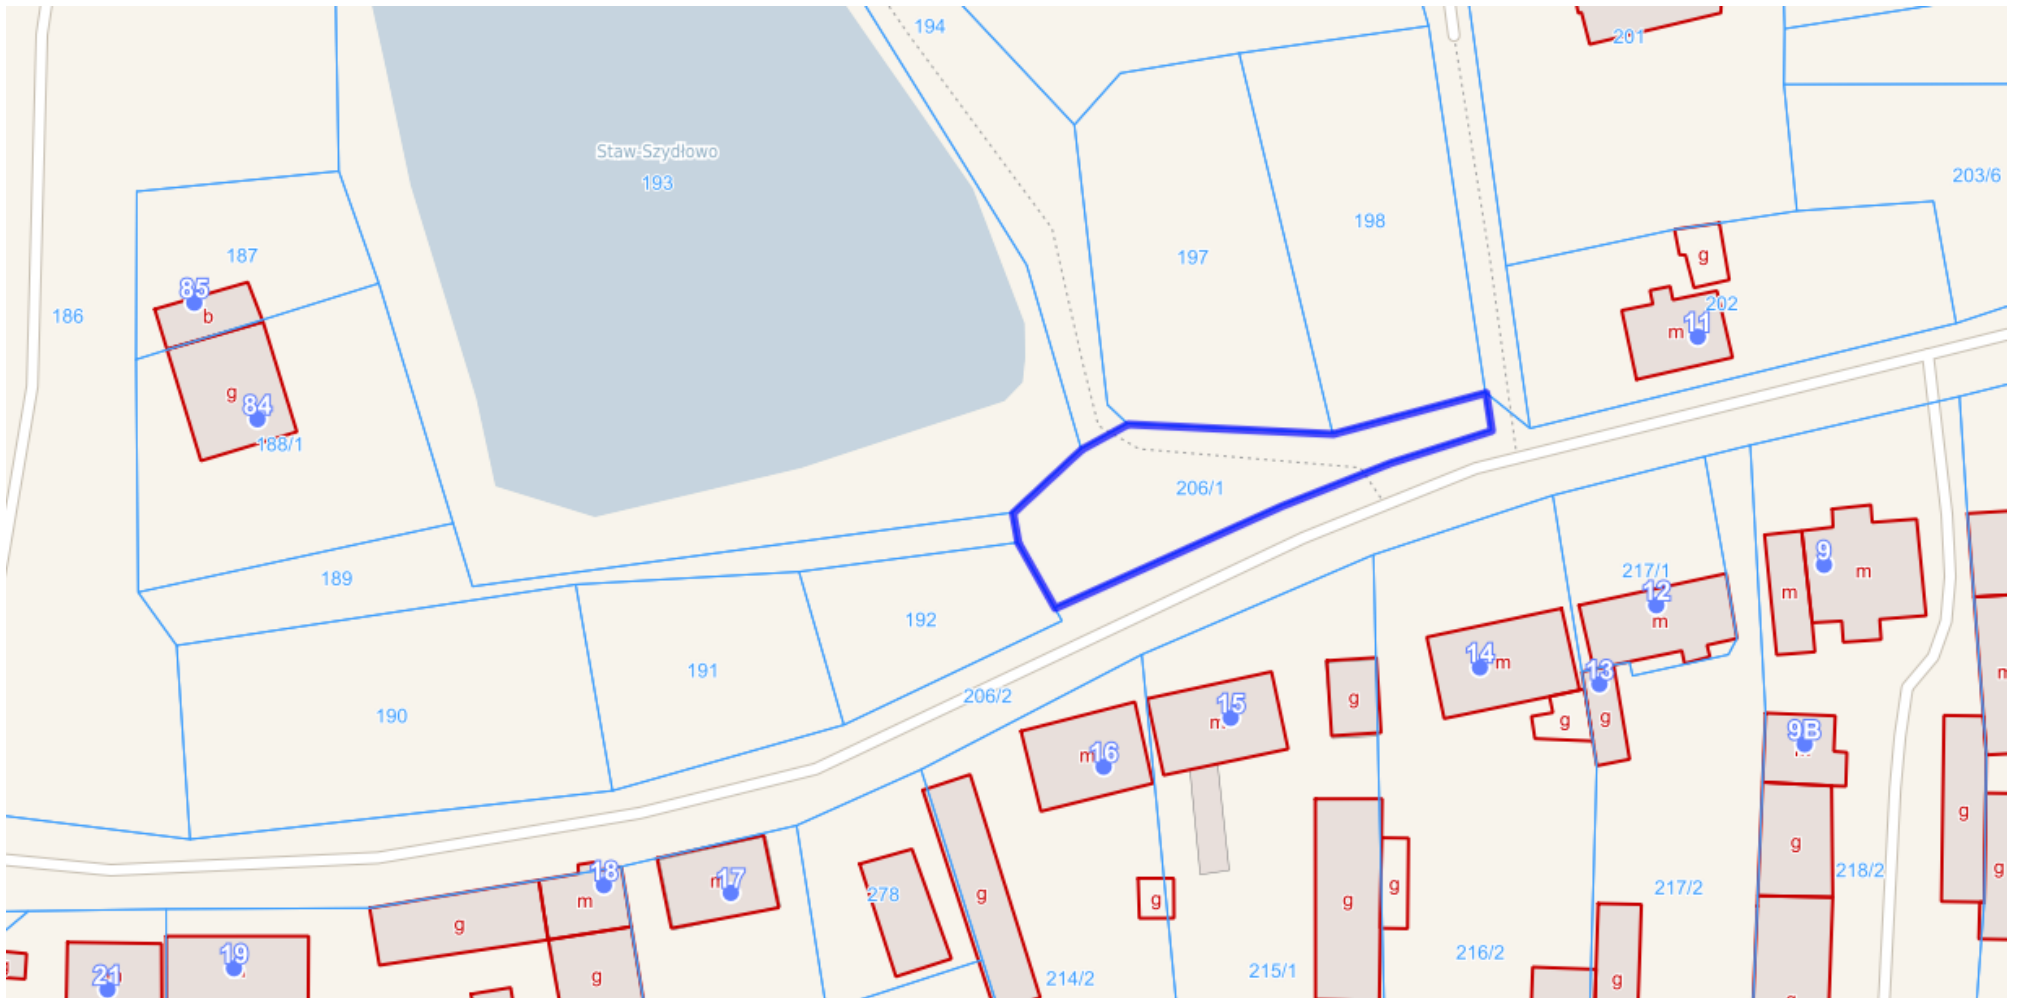 194
201
Staw-Szydłowo
193
203/6
198
187
197
g
85
b
202
186
m
11
g
84
188/1
206/1
9
m
217/1
189
12
m
m
192
14
m
13
191
g
206/2
15
m
g
g
190
9B
16
m
g
g
18
17
m
g
g
218/2
278
g
g
217/2
m
g
g
g
g
19
216/2
215/1
21
g
214/2
g